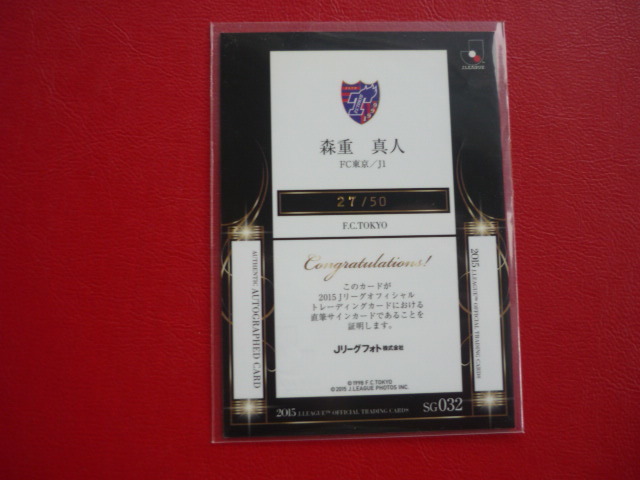 J.LEAGUE
森重 真人
FC東京／J1
27/50
F.C.TOKYO
Congratulations!
このカードが
2015 Jリーグオフィシャル
トレーディングカードにおける
直筆サインカードであることを
証明します。
Jリーグフォト株式会社
©1998 F.C.TOKYO
©2015 J.LEAGUE PHOTOS INC.
AUTHENTIC AUTOGRAPHED CARD
2015 J.LEAGUE™ OFFICIAL TRADING CARDS
2015 J.LEAGUE™ OFFICIAL TRADING CARDS
SG032